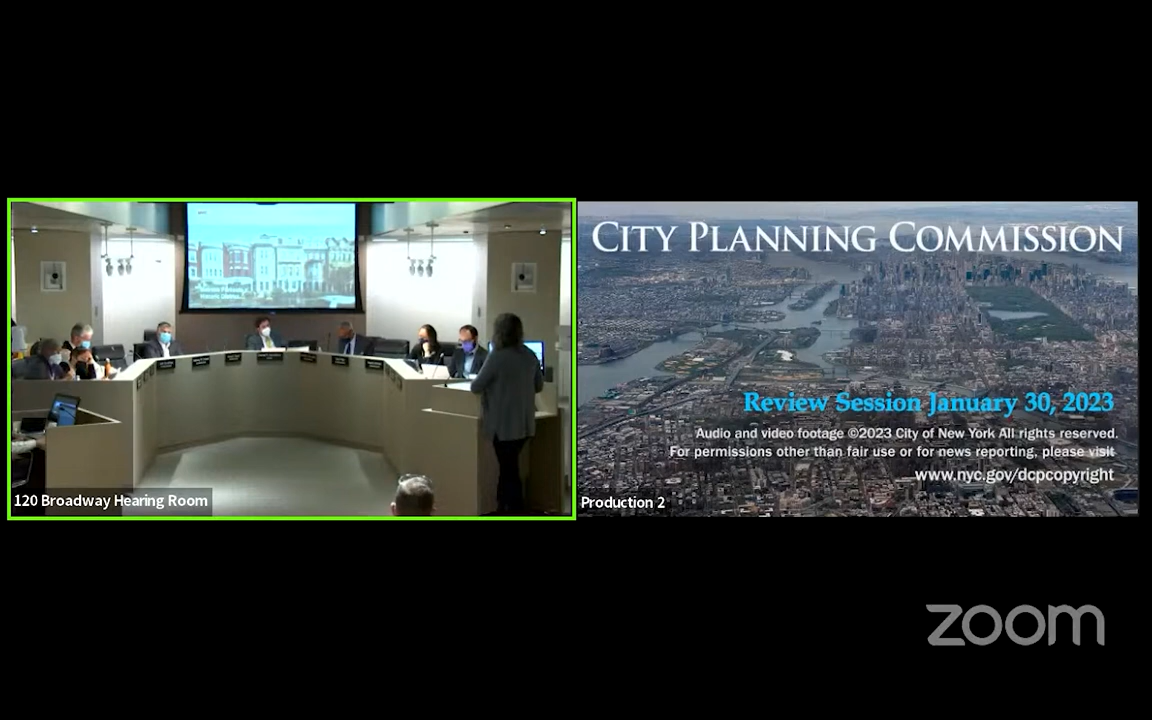 120 Broadway Hearing Room
CITY PLANNING COMMISSION
Review Session January 30, 2023
Audio and video footage ©2023 City of New York All rights reserved.
For permissions other than fair use or for news reporting, please visit
www.nyc.gov/dcpcopyright
Production 2
zoom